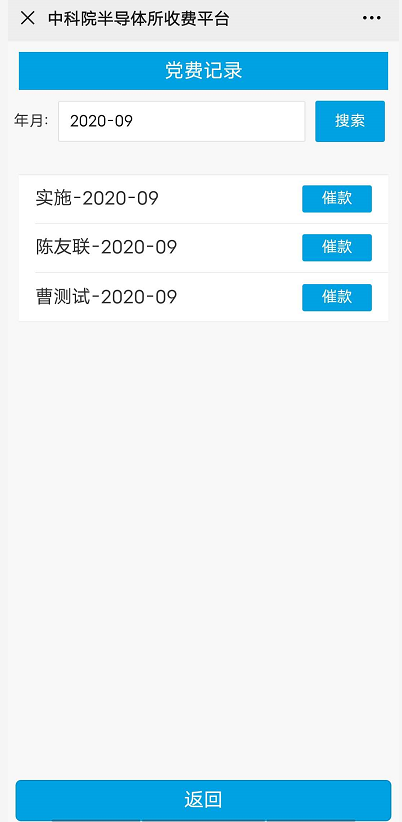 中科院半导体所收费平台
党费记录
年月: 2020-09 搜索
实施-2020-09 催款
陈友联-2020-09 催款
曹测试-2020-09 催款
返回